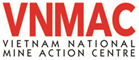 VNMAC
VIETNAM NATIONAL
MINE ACTION CENTRE